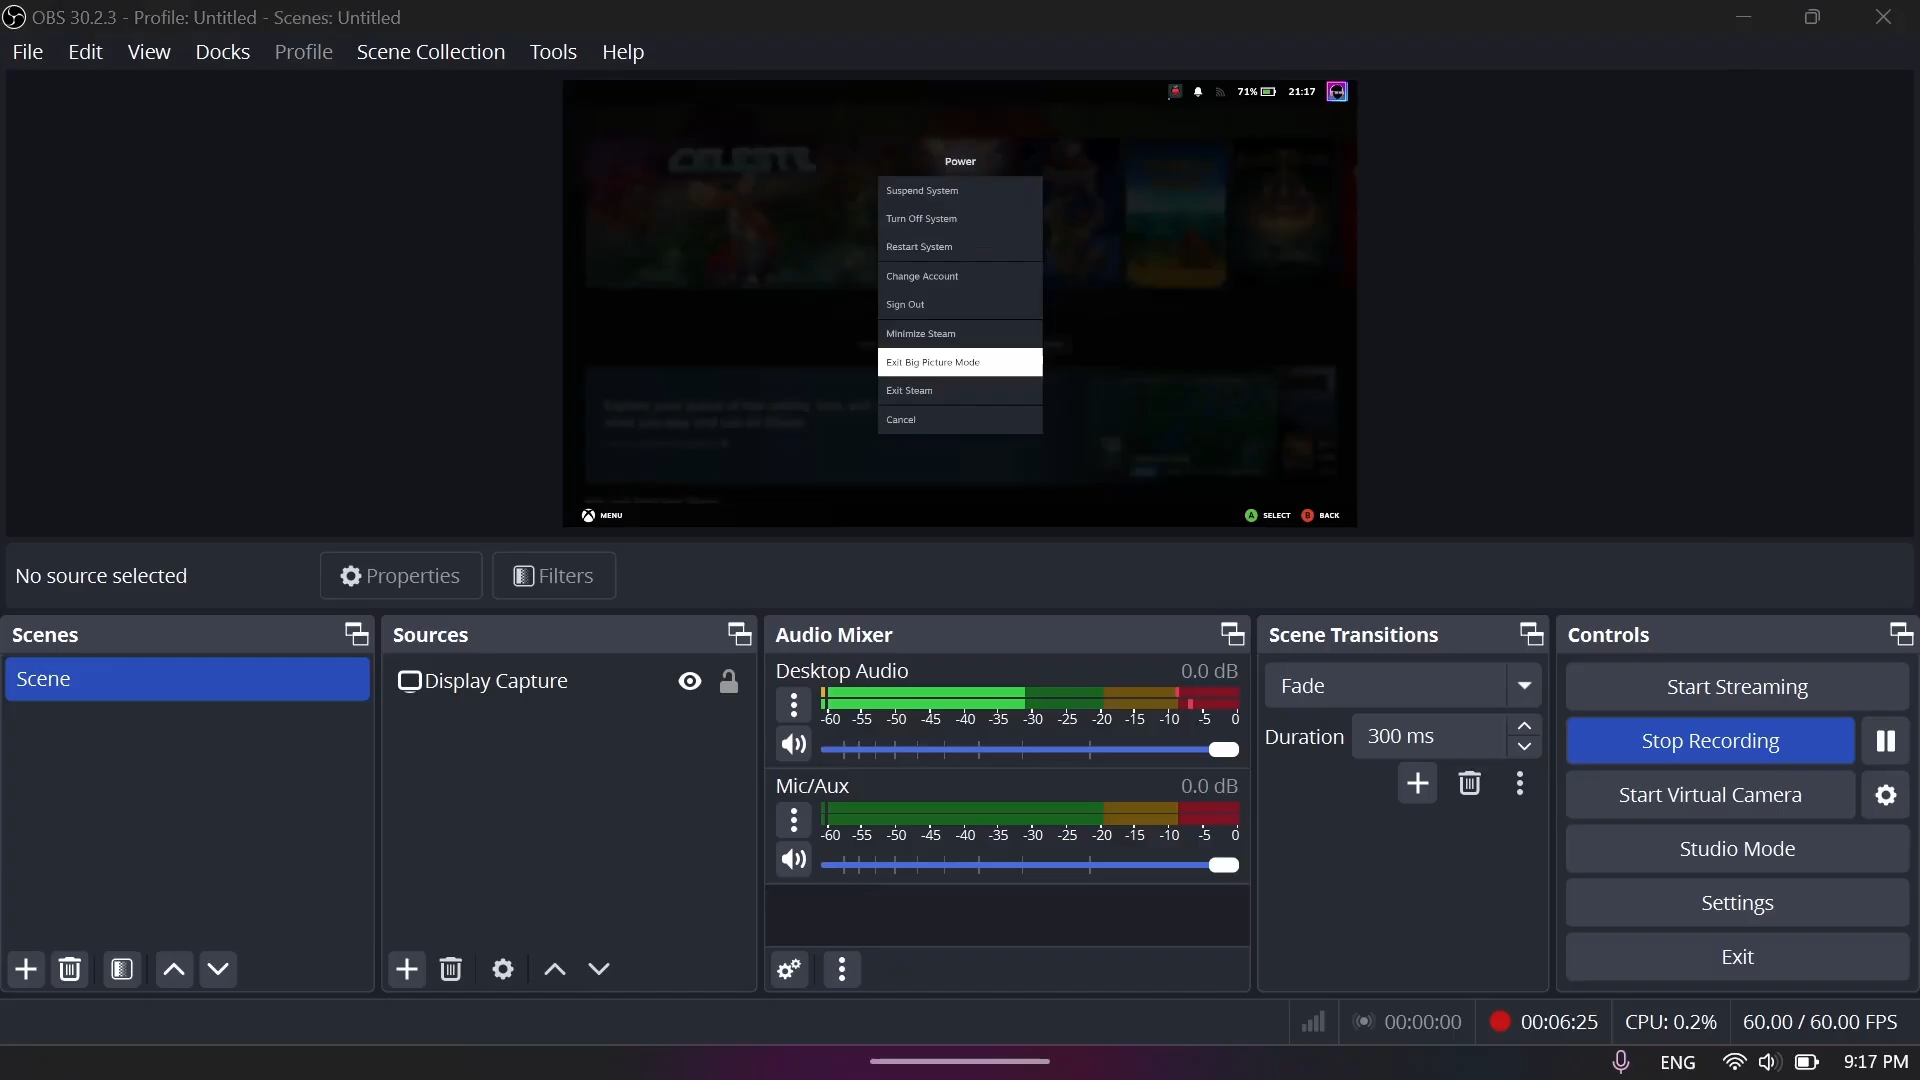 OBS 30.2.3 - Profile: Untitled - Scenes: Untitled
File Edit View Docks Profile Scene Collection Tools Help
71% 21:17
CELESTE
Power
Suspend System
Turn Off System
Restart System
Change Account
Sign Out
Minimize Steam
Exit Big Picture Mode
Exit Steam
Cancel
MENU
A SELECT B BACK
No source selected
Properties
Filters
Scenes
Scene
Sources
Display Capture
Audio Mixer
Desktop Audio 0.0 dB
-60 -55 -50 -45 -40 -35 -30 -25 -20 -15 -10 -5 0
Mic/Aux 0.0 dB
-60 -55 -50 -45 -40 -35 -30 -25 -20 -15 -10 -5 0
Scene Transitions
Fade
Duration 300 ms
Controls
Start Streaming
Stop Recording
Start Virtual Camera
Studio Mode
Settings
Exit
00:00:00 00:06:25 CPU: 0.2% 60.00 / 60.00 FPS
ENG 9:17 PM